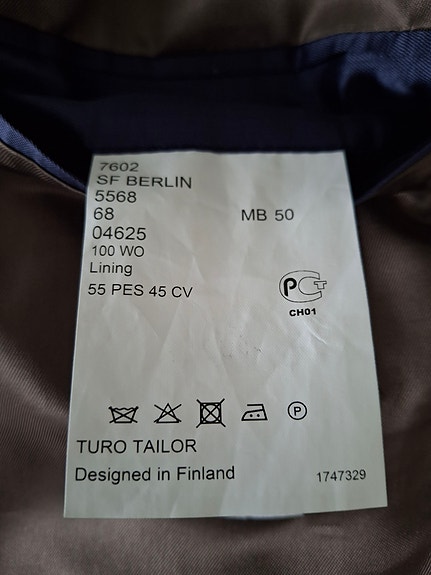 7602
SF BERLIN
5568
68 MB 50
04625
100 WO
Lining
55 PES 45 CV
РСТ
CH01
P
TURO TAILOR
Designed in Finland 1747329